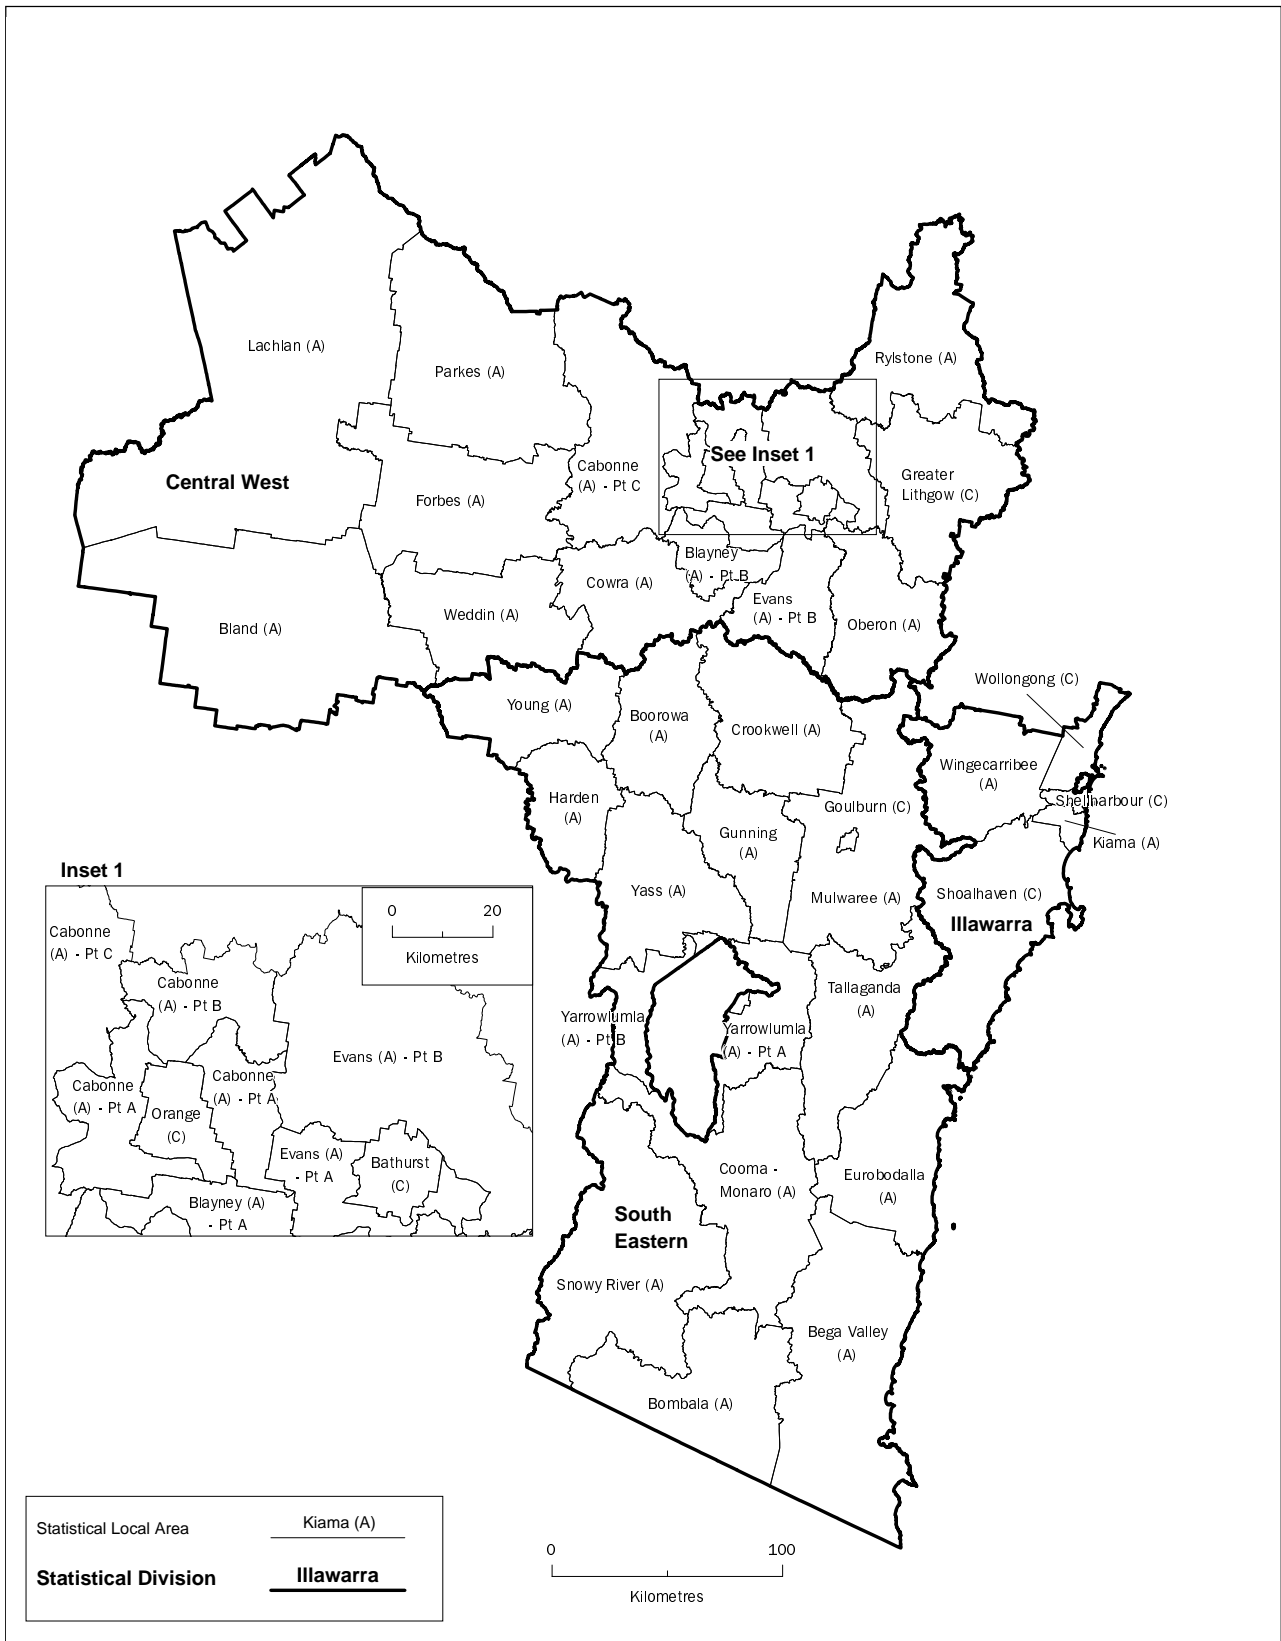 Lachlan (A)
Parkes (A)
Rylstone (A)
Central West
Forbes (A)
Cabonne
(A) - Pt C
See Inset 1
Greater
Lithgow (C)
Bland (A)
Weddin (A)
Cowra (A)
Blayney
(A) - Pt B
Evans
(A) - Pt B
Oberon (A)
Wollongong (C)
Young (A)
Boorowa
(A)
Crookwell (A)
Wingecarribee
(A)
Harden
(A)
Goulburn (C)
Shellharbour (C)
Gunning
(A)
Kiama (A)
Yass (A)
Mulwaree (A)
Shoalhaven (C)
Illawarra
Tallaganda
(A)
Yarrowlumla
(A) - Pt B
Yarrowlumla
(A) - Pt A
Cooma -
Monaro (A)
Eurobodalla
(A)
South
Eastern
Snowy River (A)
Bega Valley
(A)
Bombala (A)
Inset 1
0 20
Kilometres
Cabonne
(A) - Pt C
Cabonne
(A) - Pt B
Evans (A) - Pt B
Cabonne
(A) - Pt A
Cabonne
(A) - Pt A
Orange
(C)
Evans (A)
- Pt A
Bathurst
(C)
Blayney (A)
- Pt A
Statistical Local Area Kiama (A)
Statistical Division Illawarra
0 100
Kilometres